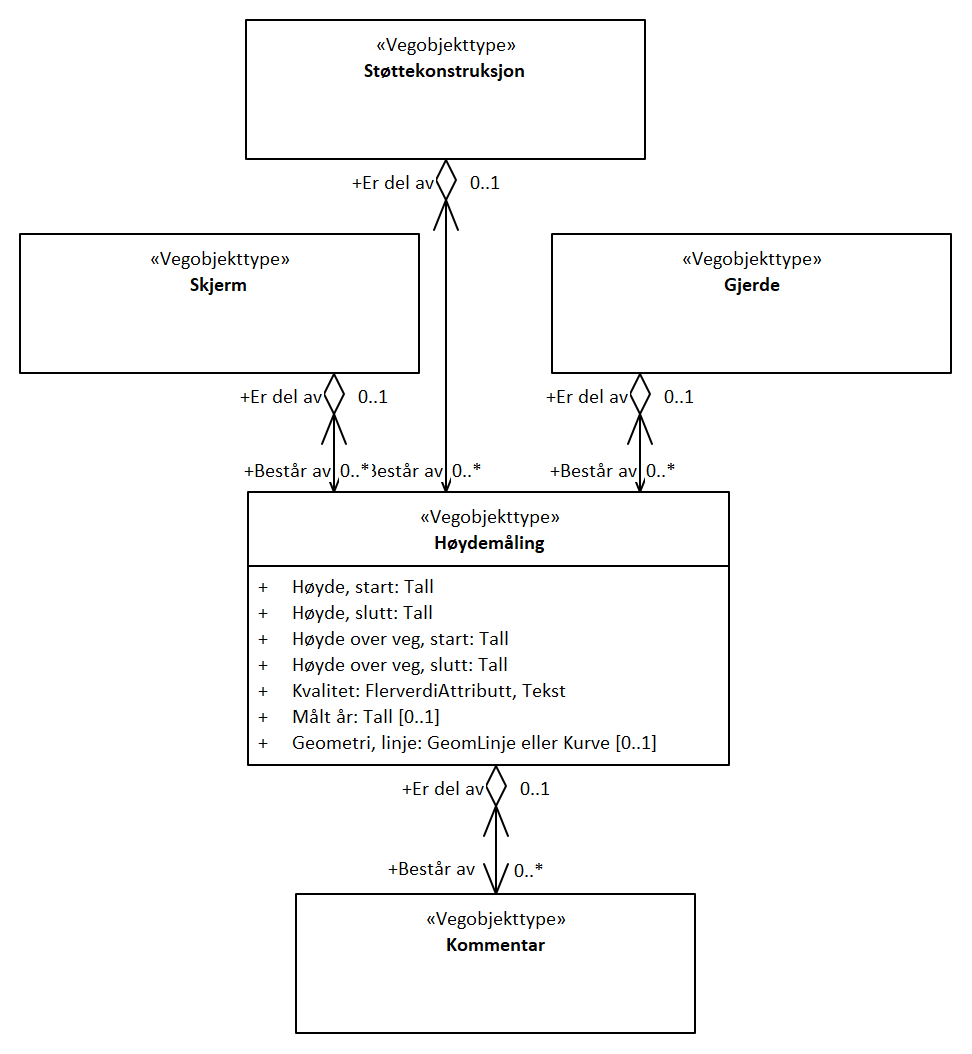 «Vegobjekttype»
Støttekonstruksjon
+Er del av 0..1
«Vegobjekttype»
Skjerm
«Vegobjekttype»
Gjerde
+Er del av 0..1
+Er del av 0..1
+Består av 0..* Består av 0..*
+Består av 0..*
«Vegobjekttype»
Høydemåling
+ Høyde, start: Tall
+ Høyde, slutt: Tall
+ Høyde over veg, start: Tall
+ Høyde over veg, slutt: Tall
+ Kvalitet: FlerverdiAttributt, Tekst
+ Målt år: Tall [0..1]
+ Geometri, linje: GeomLinje eller Kurve [0..1]
+Er del av 0..1
+Består av 0..*
«Vegobjekttype»
Kommentar